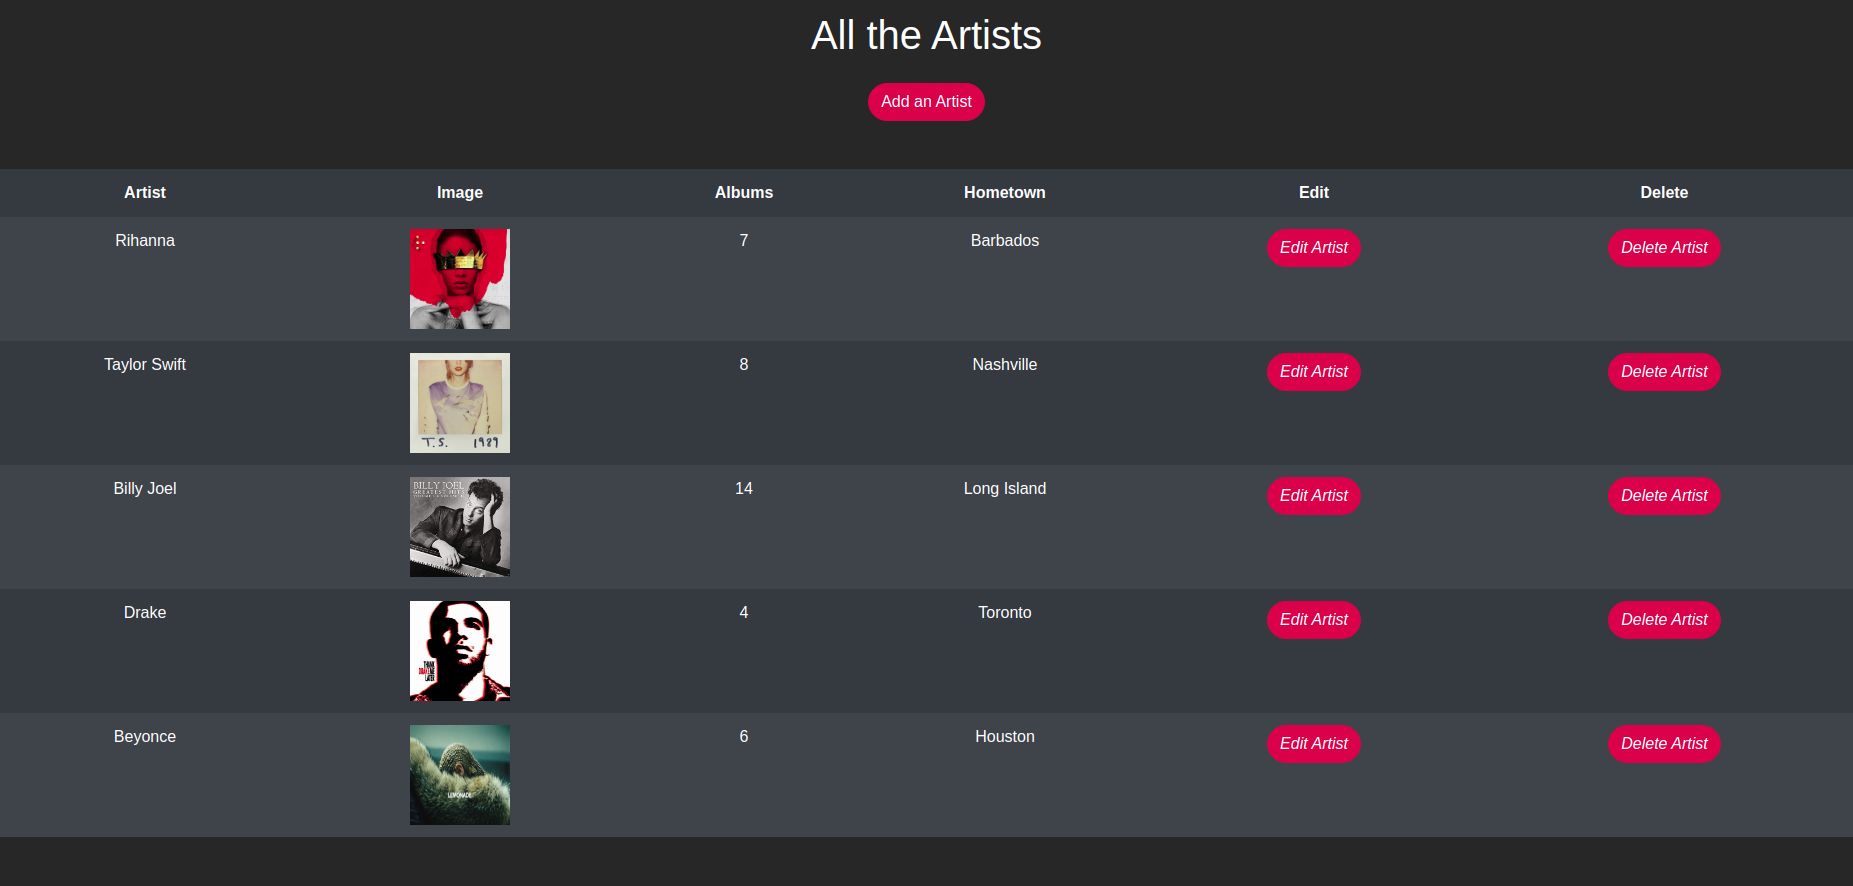 All the Artists
Add an Artist
Artist Image Albums Hometown Edit Delete
Rihanna 7 Barbados Edit Artist Delete Artist
Taylor Swift 8 Nashville Edit Artist Delete Artist
T.S. 1989
Billy Joel 14 Long Island Edit Artist Delete Artist
BILLY JOEL
GREATEST HITS
Drake 4 Toronto Edit Artist Delete Artist
THANK
ME
LATER
Beyonce 6 Houston Edit Artist Delete Artist
LEMONADE